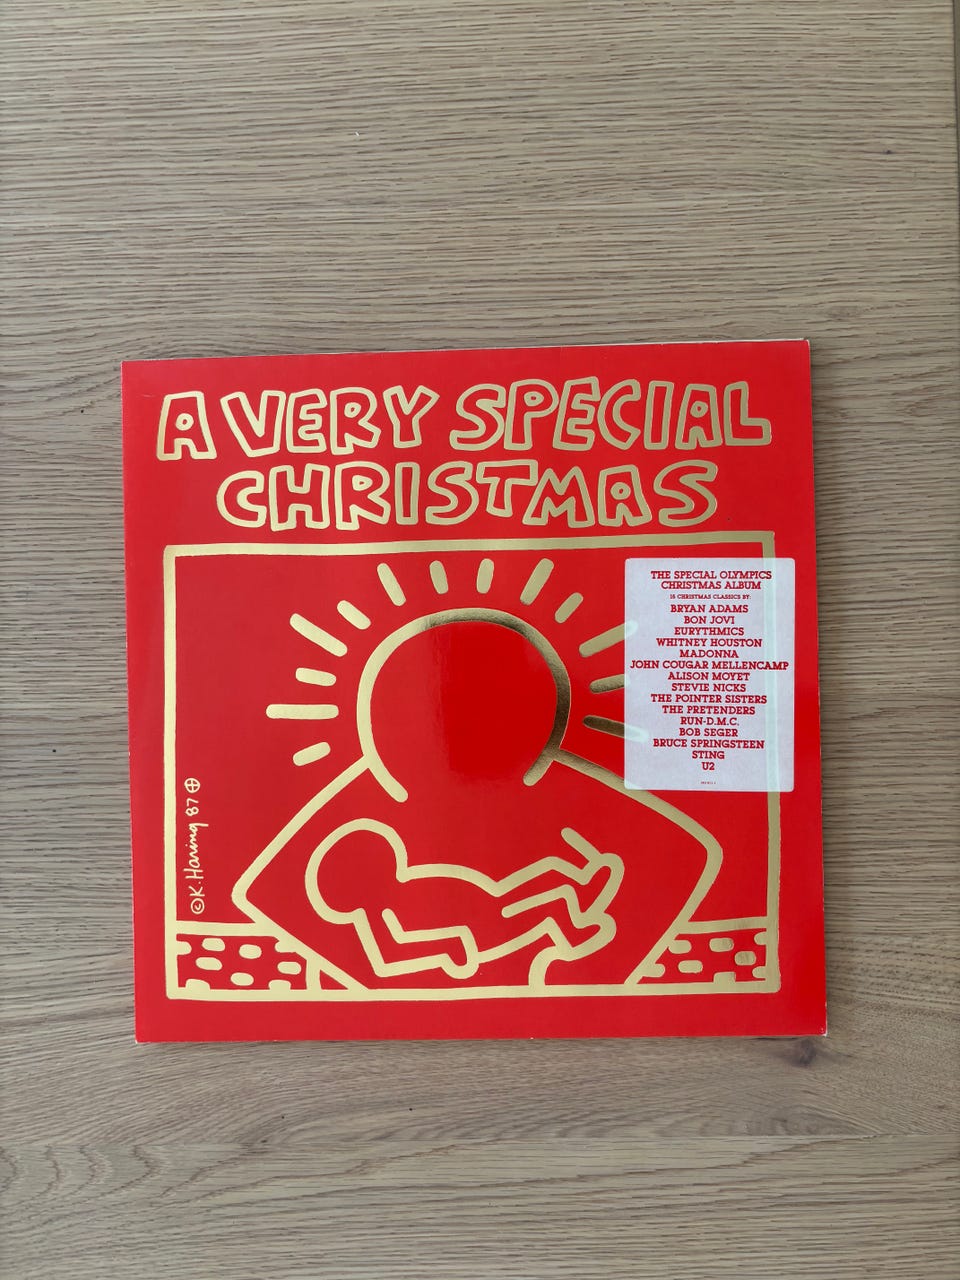 A VERY SPECIAL
CHRISTMAS
THE SPECIAL OLYMPICS
CHRISTMAS ALBUM
15 CHRISTMAS CLASSICS BY:
BRYAN ADAMS
BON JOVI
EURYTHMICS
WHITNEY HOUSTON
MADONNA
JOHN COUGAR MELLENCAMP
ALISON MOYET
STEVIE NICKS
THE POINTER SISTERS
THE PRETENDERS
RUN-D.M.C.
BOB SEGER
BRUCE SPRINGSTEEN
STING
U2
©K. Haring 87